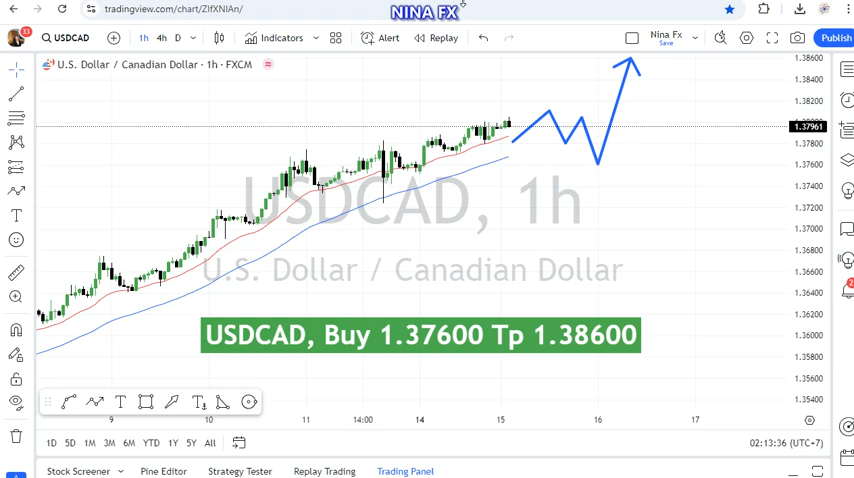 NINA FX
tradingview.com/chart/ZIfXNIAn/
33
USDCAD 1h 4h D Indicators Alert Replay Nina Fx Save Publish
U.S. Dollar / Canadian Dollar · 1h · FXCM
1.38600
1.38400
1.38200
1.37961
1.37800
1.37600
1.37400
1.37200
1.37000
1.36800
1.36600
1.36400
1.36200
1.36000
1.35800
1.35600
1.35400
USDCAD, 1h
U.S. Dollar / Canadian Dollar
USDCAD, Buy 1.37600 Tp 1.38600
9 10 11 14:00 14 15 16 17
1D 5D 1M 3M 6M YTD 1Y 5Y All 02:13:36 (UTC+7)
Stock Screener Pine Editor Strategy Tester Replay Trading Trading Panel